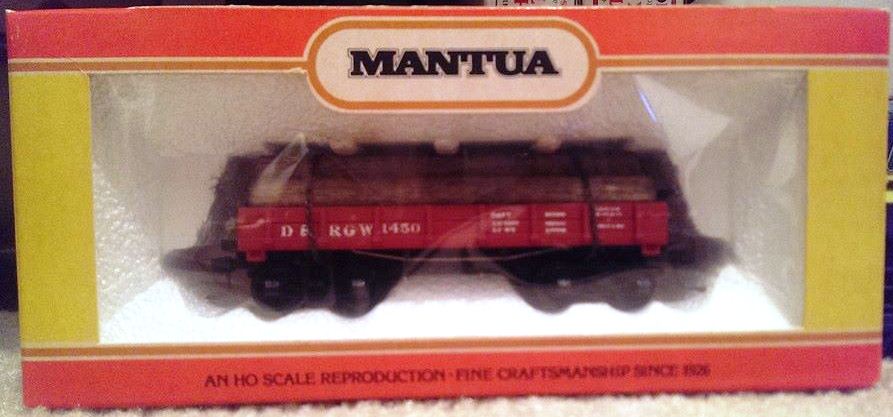 MANTUA
D & RGW 1450
AN HO SCALE REPRODUCTION · FINE CRAFTSMANSHIP SINCE 1926